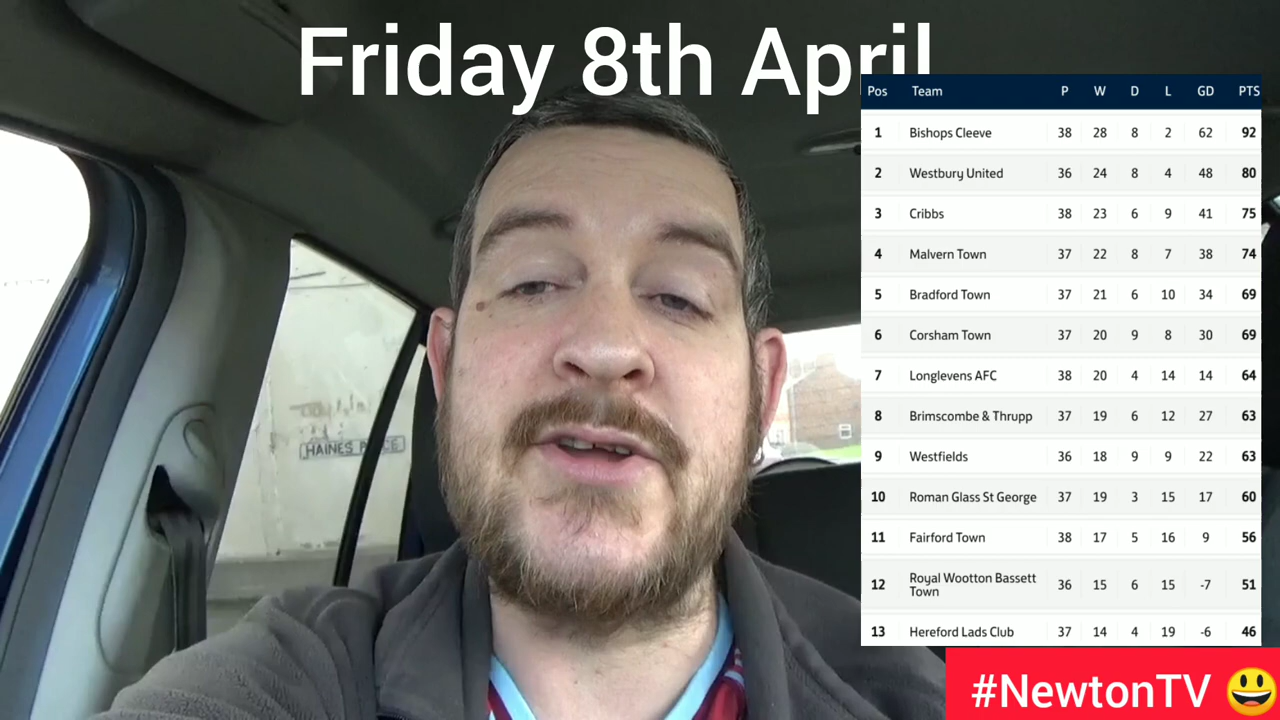 Friday 8th April
Pos Team P W D L GD PTS
1 Bishops Cleeve 38 28 8 2 62 92
2 Westbury United 36 24 8 4 48 80
3 Cribbs 38 23 6 9 41 75
4 Malvern Town 37 22 8 7 38 74
5 Bradford Town 37 21 6 10 34 69
6 Corsham Town 37 20 9 8 30 69
7 Longlevens AFC 38 20 4 14 14 64
8 Brimscombe & Thrupp 37 19 6 12 27 63
9 Westfields 36 18 9 9 22 63
10 Roman Glass St George 37 19 3 15 17 60
11 Fairford Town 38 17 5 16 9 56
12 Royal Wootton Bassett Town 36 15 6 15 -7 51
13 Hereford Lads Club 37 14 4 19 -6 46
HAINES PLACE
#NewtonTV 😃